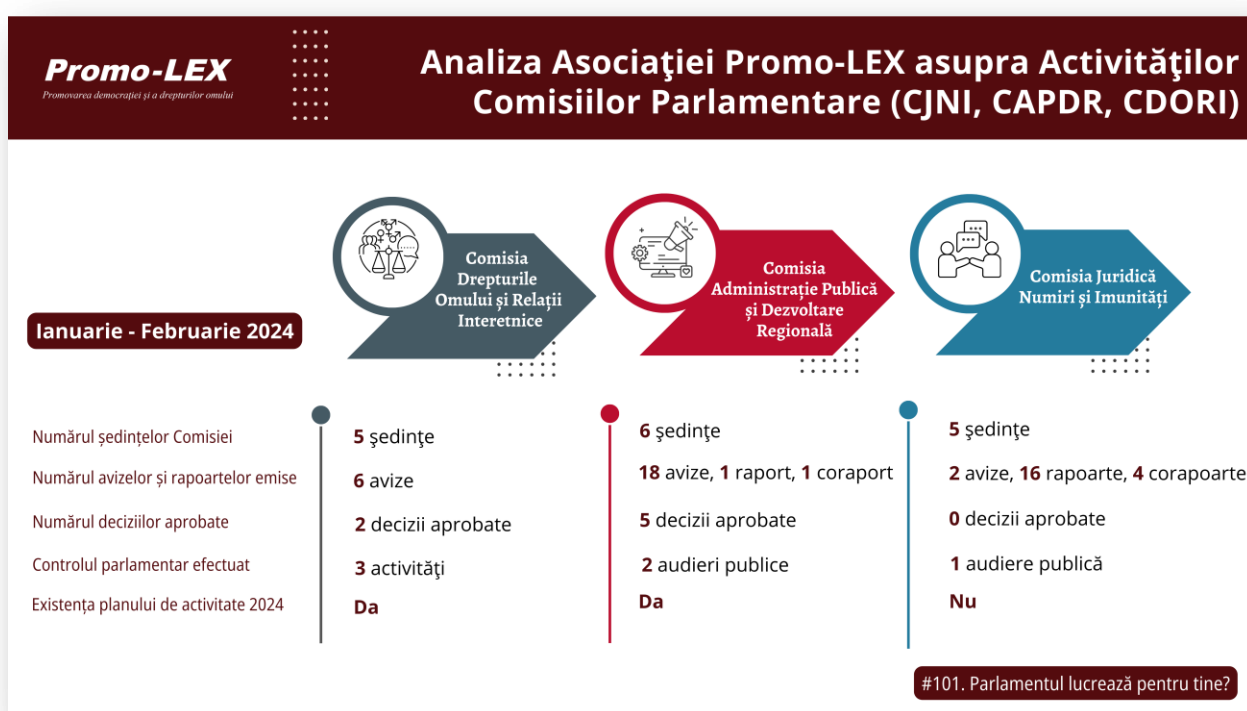 Promo-LEX
Promovarea democrației și a drepturilor omului
Analiza Asociaţiei Promo-LEX asupra Activităţilor
Comisiilor Parlamentare (CJNI, CAPDR, CDORI)
Ianuarie - Februarie 2024
Comisia
Drepturile
Omului și Relații
Interetnice
Comisia
Administrație Publică
și Dezvoltare
Regională
Comisia Juridică
Numiri și Imunități
Numărul ședințelor Comisiei
5 şedinţe
6 şedinţe
5 şedinţe
Numărul avizelor și rapoartelor emise
6 avize
18 avize, 1 raport, 1 coraport
2 avize, 16 rapoarte, 4 corapoarte
Numărul deciziilor aprobate
2 decizii aprobate
5 decizii aprobate
0 decizii aprobate
Controlul parlamentar efectuat
3 activităţi
2 audieri publice
1 audiere publică
Existența planului de activitate 2024
Da
Da
Nu
#101. Parlamentul lucrează pentru tine?